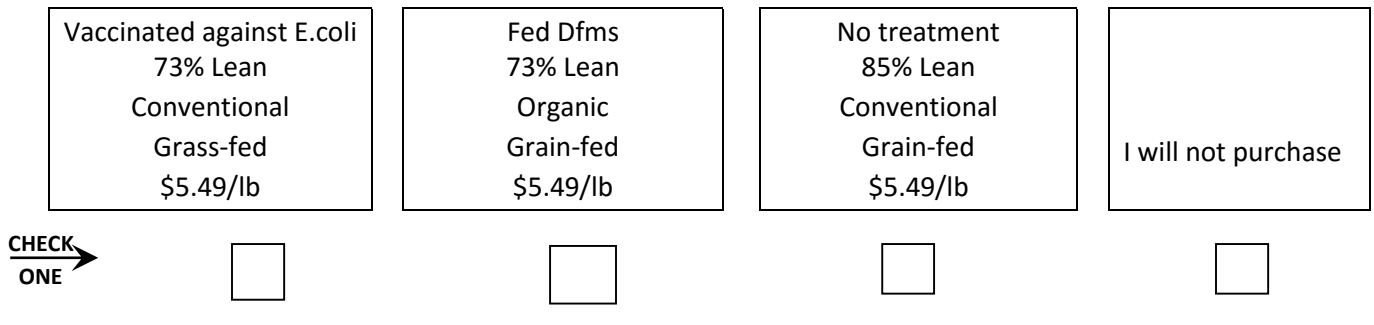 Vaccinated against E.coli
73% Lean
Conventional
Grass-fed
$5.49/lb
Fed Dfms
73% Lean
Organic
Grain-fed
$5.49/lb
No treatment
85% Lean
Conventional
Grain-fed
$5.49/lb
I will not purchase
CHECK
ONE